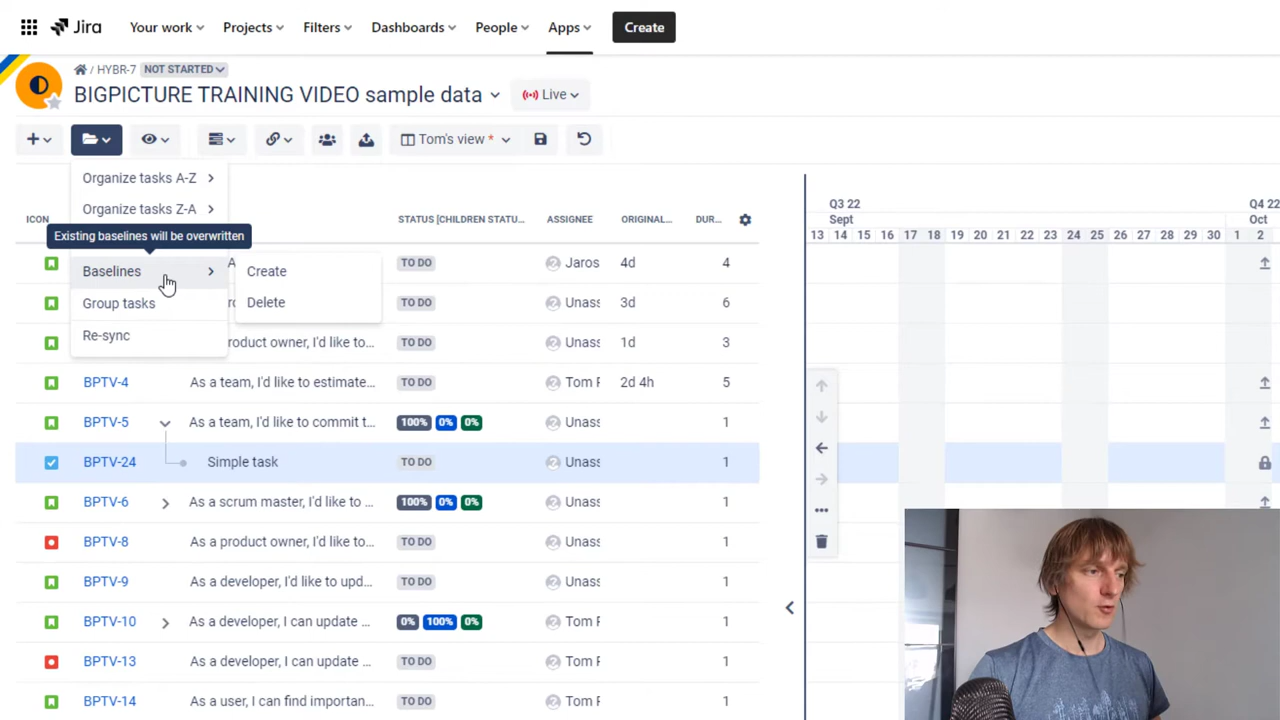 Jira Your work Projects Filters Dashboards People Apps Create
/ HYBR-7 NOT STARTED
BIGPICTURE TRAINING VIDEO sample data Live
Tom's view *
Organize tasks A-Z
Organize tasks Z-A
Existing baselines will be overwritten
Baselines
Create
Delete
Group tasks
Re-sync
ICON STATUS [CHILDREN STATU... ASSIGNEE ORIGINAL... DUR...
Q3 22 Q4 22
Sept Oct
13 14 15 16 17 18 19 20 21 22 23 24 25 26 27 28 29 30 1 2
TO DO Jaros 4d 4
TO DO Unass 3d 6
product owner, I'd like to... TO DO Unass 1d 3
BPTV-4 As a team, I'd like to estimate... TO DO Tom F 2d 4h 5
BPTV-5 As a team, I'd like to commit t... 100% 0% 0% Unass 1
BPTV-24 Simple task TO DO Unass 1
BPTV-6 As a scrum master, I'd like to ... 100% 0% 0% Unass 1
BPTV-8 As a product owner, I'd like to... TO DO Unass 1
BPTV-9 As a developer, I'd like to upd... TO DO Unass 1
BPTV-10 As a developer, I can update ... 0% 100% 0% Tom F 1
BPTV-13 As a developer, I can update ... TO DO Tom F 1
BPTV-14 As a user, I can find importan... TO DO Tom F 1